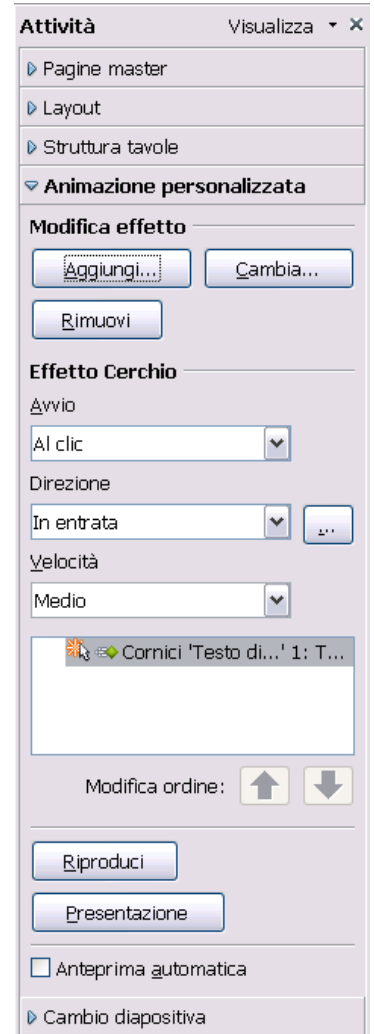 Attività Visualizza
Pagine master
Layout
Struttura tavole
Animazione personalizzata
Modifica effetto
Aggiungi... Cambia...
Rimuovi
Effetto Cerchio
Avvio
Al clic
Direzione
In entrata ...
Velocità
Medio
Cornici 'Testo di...' 1: T...
Modifica ordine:
Riproduci
Presentazione
Anteprima automatica
Cambio diapositiva